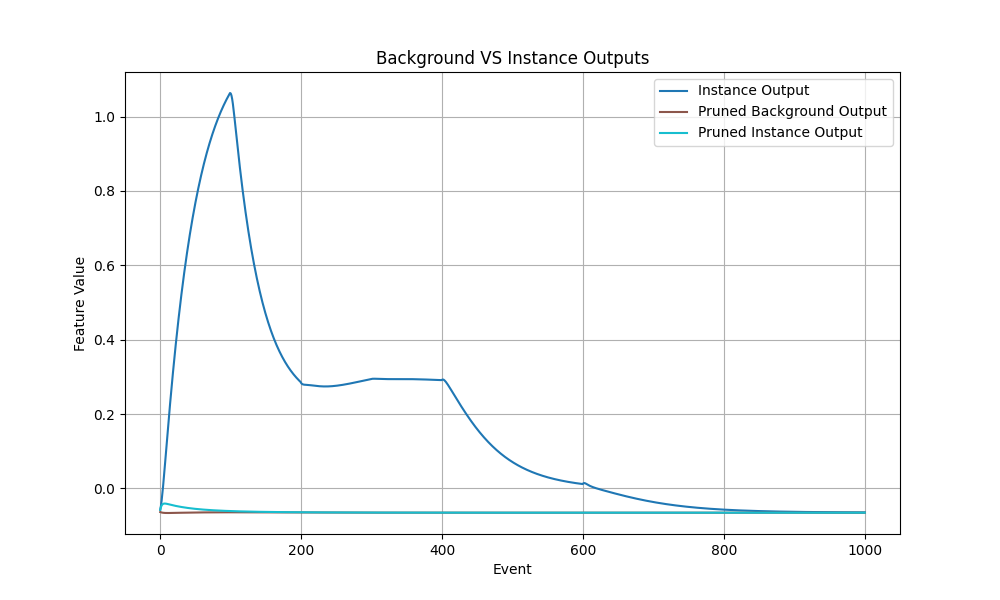 Background VS Instance Outputs
Instance Output
Pruned Background Output
Pruned Instance Output
1.0
0.8
0.6
0.4
0.2
0.0
Feature Value
0 200 400 600 800 1000
Event